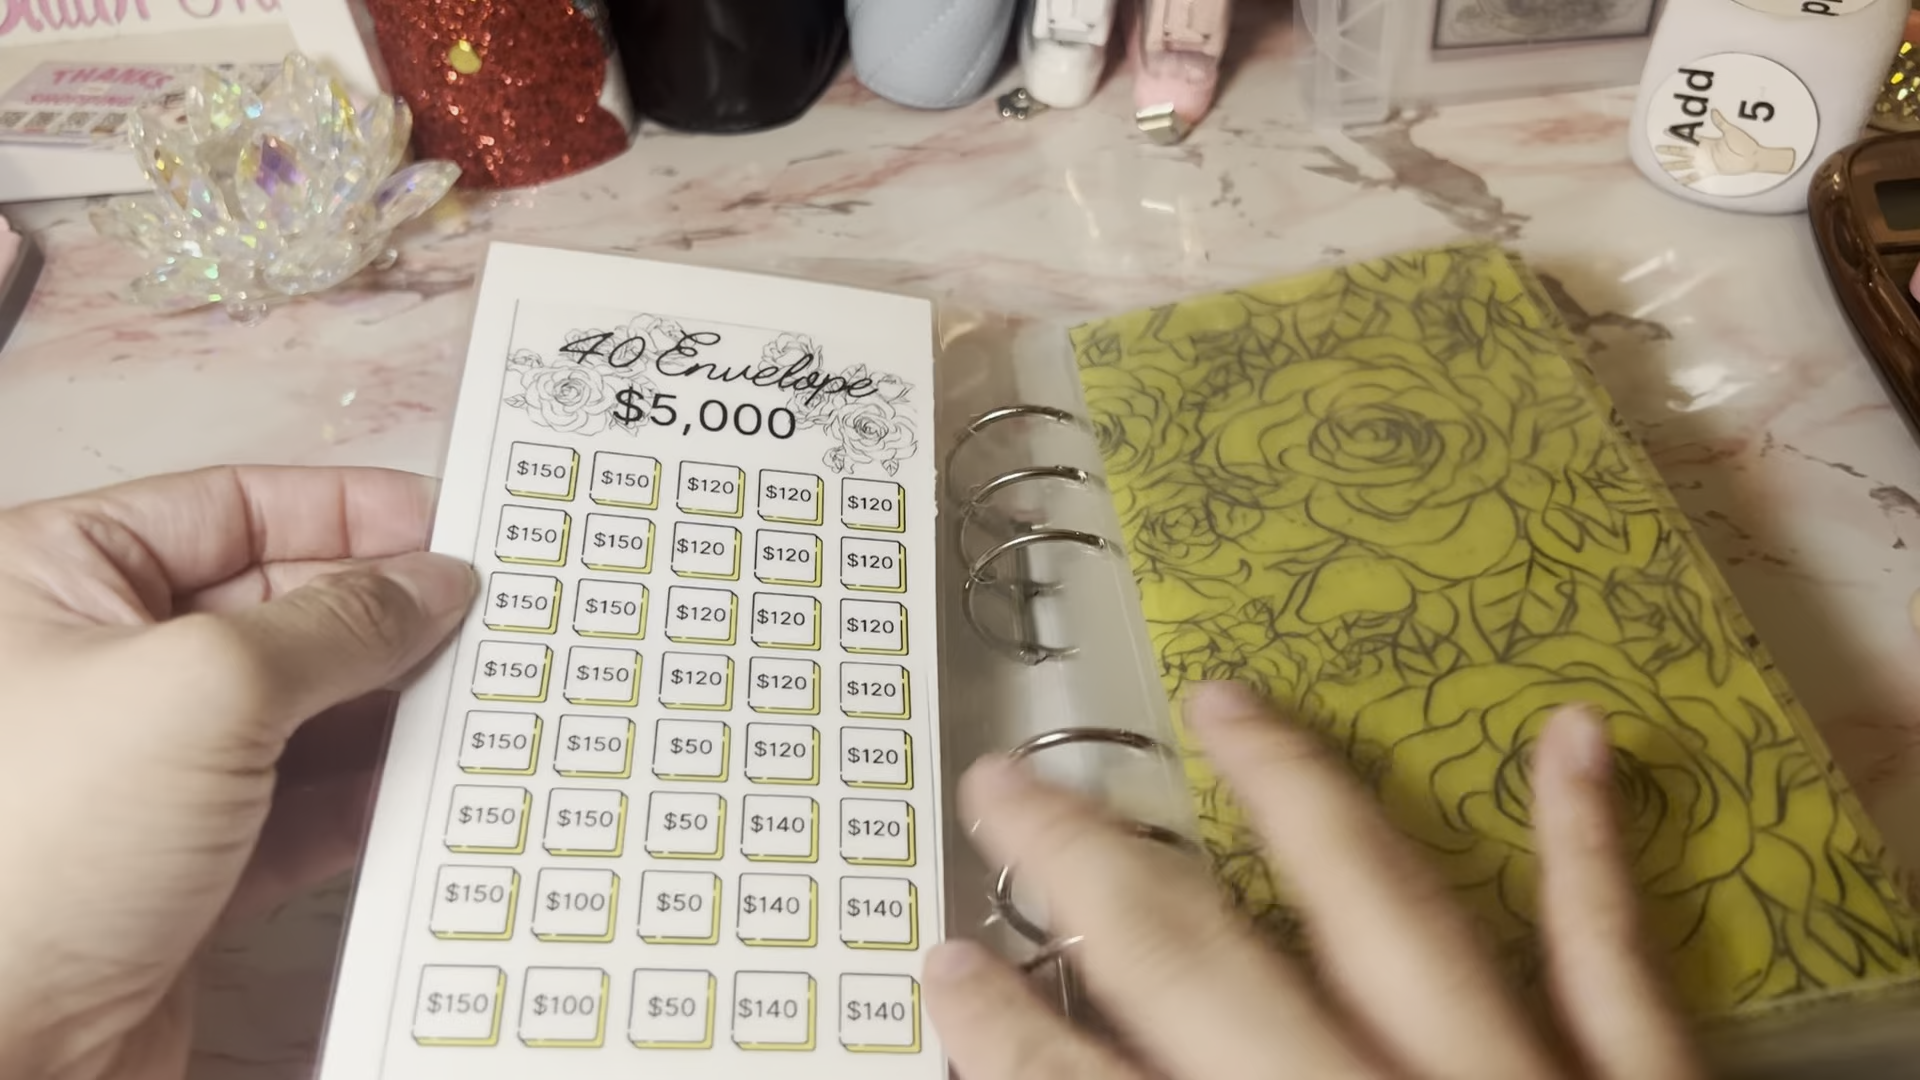 THANKS
SHOPPING
Add
5
40 Envelope
$5,000
$150 $150 $120 $120 $120
$150 $150 $120 $120 $120
$150 $150 $120 $120 $120
$150 $150 $120 $120 $120
$150 $150 $50 $120 $120
$150 $150 $50 $140 $120
$150 $100 $50 $140 $140
$150 $100 $50 $140 $140